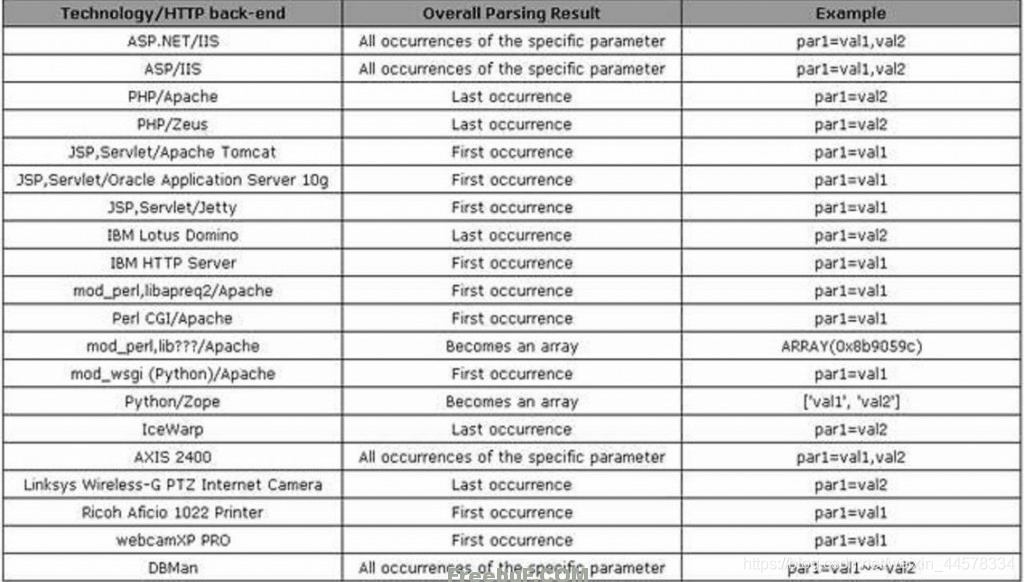 Technology/HTTP back-end Overall Parsing Result Example
ASP.NET/IIS All occurrences of the specific parameter par1=val1,val2
ASP/IIS All occurrences of the specific parameter par1=val1,val2
PHP/Apache Last occurrence par1=val2
PHP/Zeus Last occurrence par1=val2
JSP,Servlet/Apache Tomcat First occurrence par1=val1
JSP,Servlet/Oracle Application Server 10g First occurrence par1=val1
JSP,Servlet/Jetty First occurrence par1=val1
IBM Lotus Domino Last occurrence par1=val2
IBM HTTP Server First occurrence par1=val1
mod_perl,libapreq2/Apache First occurrence par1=val1
Perl CGI/Apache First occurrence par1=val1
mod_perl,lib???/Apache Becomes an array ARRAY(0x8b9059c)
mod_wsgi (Python)/Apache First occurrence par1=val1
Python/Zope Becomes an array ['val1', 'val2']
IceWarp Last occurrence par1=val2
AXIS 2400 All occurrences of the specific parameter par1=val1,val2
Linksys Wireless-G PTZ Internet Camera Last occurrence par1=val2
Ricoh Aficio 1022 Printer First occurrence par1=val1
webcamXP PRO First occurrence par1=val1
DBMan All occurrences of the specific parameter par1=val1~~val2
FreeBUF.COM